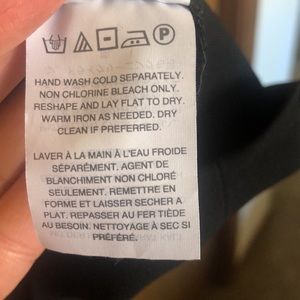 P
HAND WASH COLD SEPARATELY.
NON CHLORINE BLEACH ONLY.
RESHAPE AND LAY FLAT TO DRY.
WARM IRON AS NEEDED. DRY
CLEAN IF PREFERRED.
LAVER À LA MAIN À L'EAU FROIDE
SÉPARÉMENT. AGENT DE
BLANCHIMENT NON CHLORÉ
SEULEMENT. REMETTRE EN
FORME ET LAISSER SECHER A
PLAT. REPASSER AU FER TIÈDE
AU BESOIN. NETTOYAGE À SEC SI
PRÉFÉRÉ.